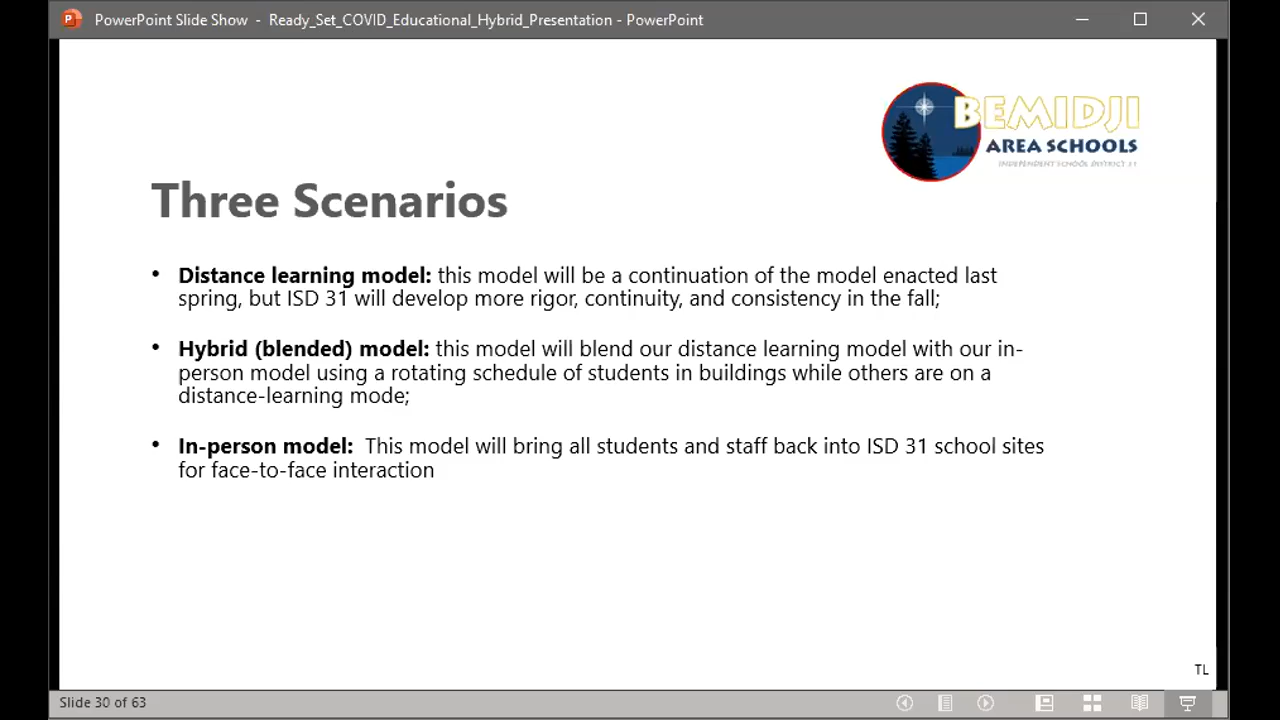 PowerPoint Slide Show - Ready_Set_COVID_Educational_Hybrid_Presentation - PowerPoint
BEMIDJI
AREA SCHOOLS
INDEPENDENT SCHOOL DISTRICT 31
Three Scenarios
• Distance learning model: this model will be a continuation of the model enacted last
spring, but ISD 31 will develop more rigor, continuity, and consistency in the fall;
• Hybrid (blended) model: this model will blend our distance learning model with our in-
person model using a rotating schedule of students in buildings while others are on a
distance-learning mode;
• In-person model: This model will bring all students and staff back into ISD 31 school sites
for face-to-face interaction
TL
Slide 30 of 63